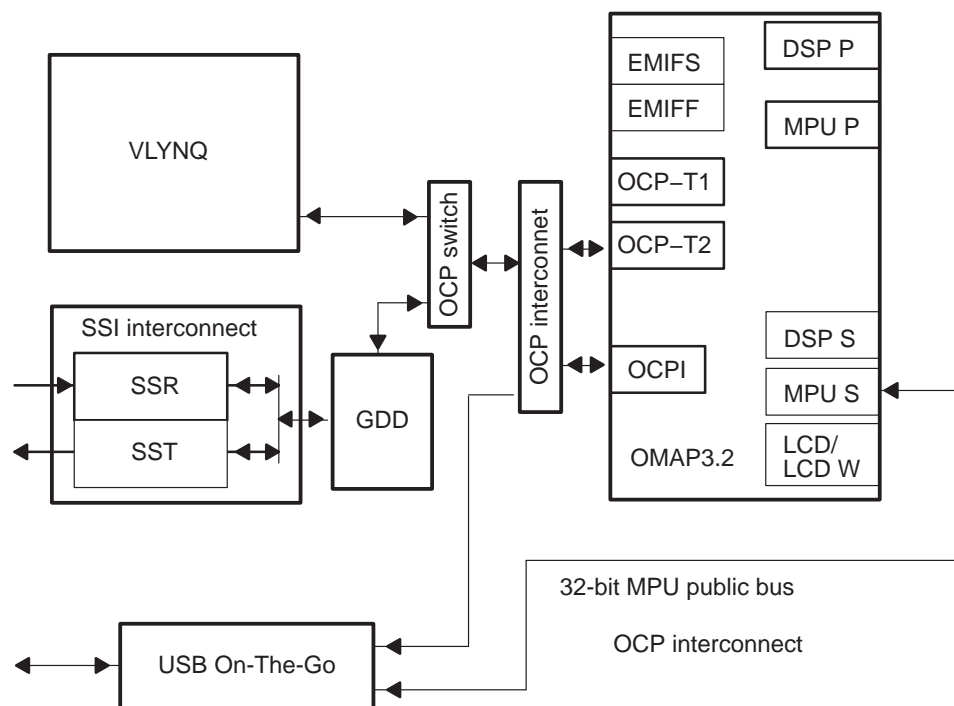 DSP P
EMIFS
EMIFF
MPU P
VLYNQ
OCP–T1
OCP switch
OCP interconnet
OCP–T2
SSI interconnect
DSP S
SSR
OCPI
MPU S
GDD
SST
OMAP3.2
LCD/
LCD W
32-bit MPU public bus
OCP interconnect
USB On-The-Go